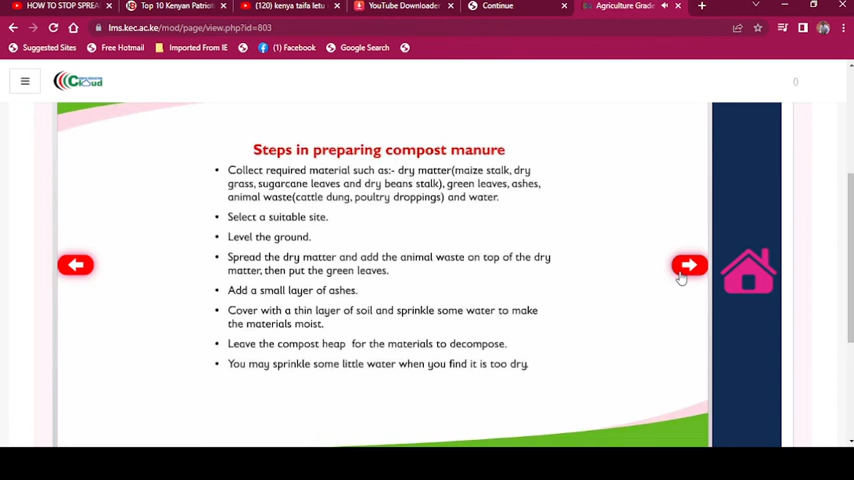 HOW TO STOP SPREA
Top 10 Kenyan Patriot
(120) kenya taifa letu
YouTube Downloader
Continue
Agriculture Grade
lms.kec.ac.ke/mod/page/view.php?id=803
Suggested Sites
Free Hotmail
Imported From IE
(1) Facebook
Google Search
Cloud
Steps in preparing compost manure
• Collect required material such as:- dry matter(maize stalk, dry
grass, sugarcane leaves and dry beans stalk), green leaves, ashes,
animal waste(cattle dung, poultry droppings) and water.
• Select a suitable site.
• Level the ground.
• Spread the dry matter and add the animal waste on top of the dry
matter, then put the green leaves.
• Add a small layer of ashes.
• Cover with a thin layer of soil and sprinkle some water to make
the materials moist.
• Leave the compost heap for the materials to decompose.
• You may sprinkle some little water when you find it is too dry.